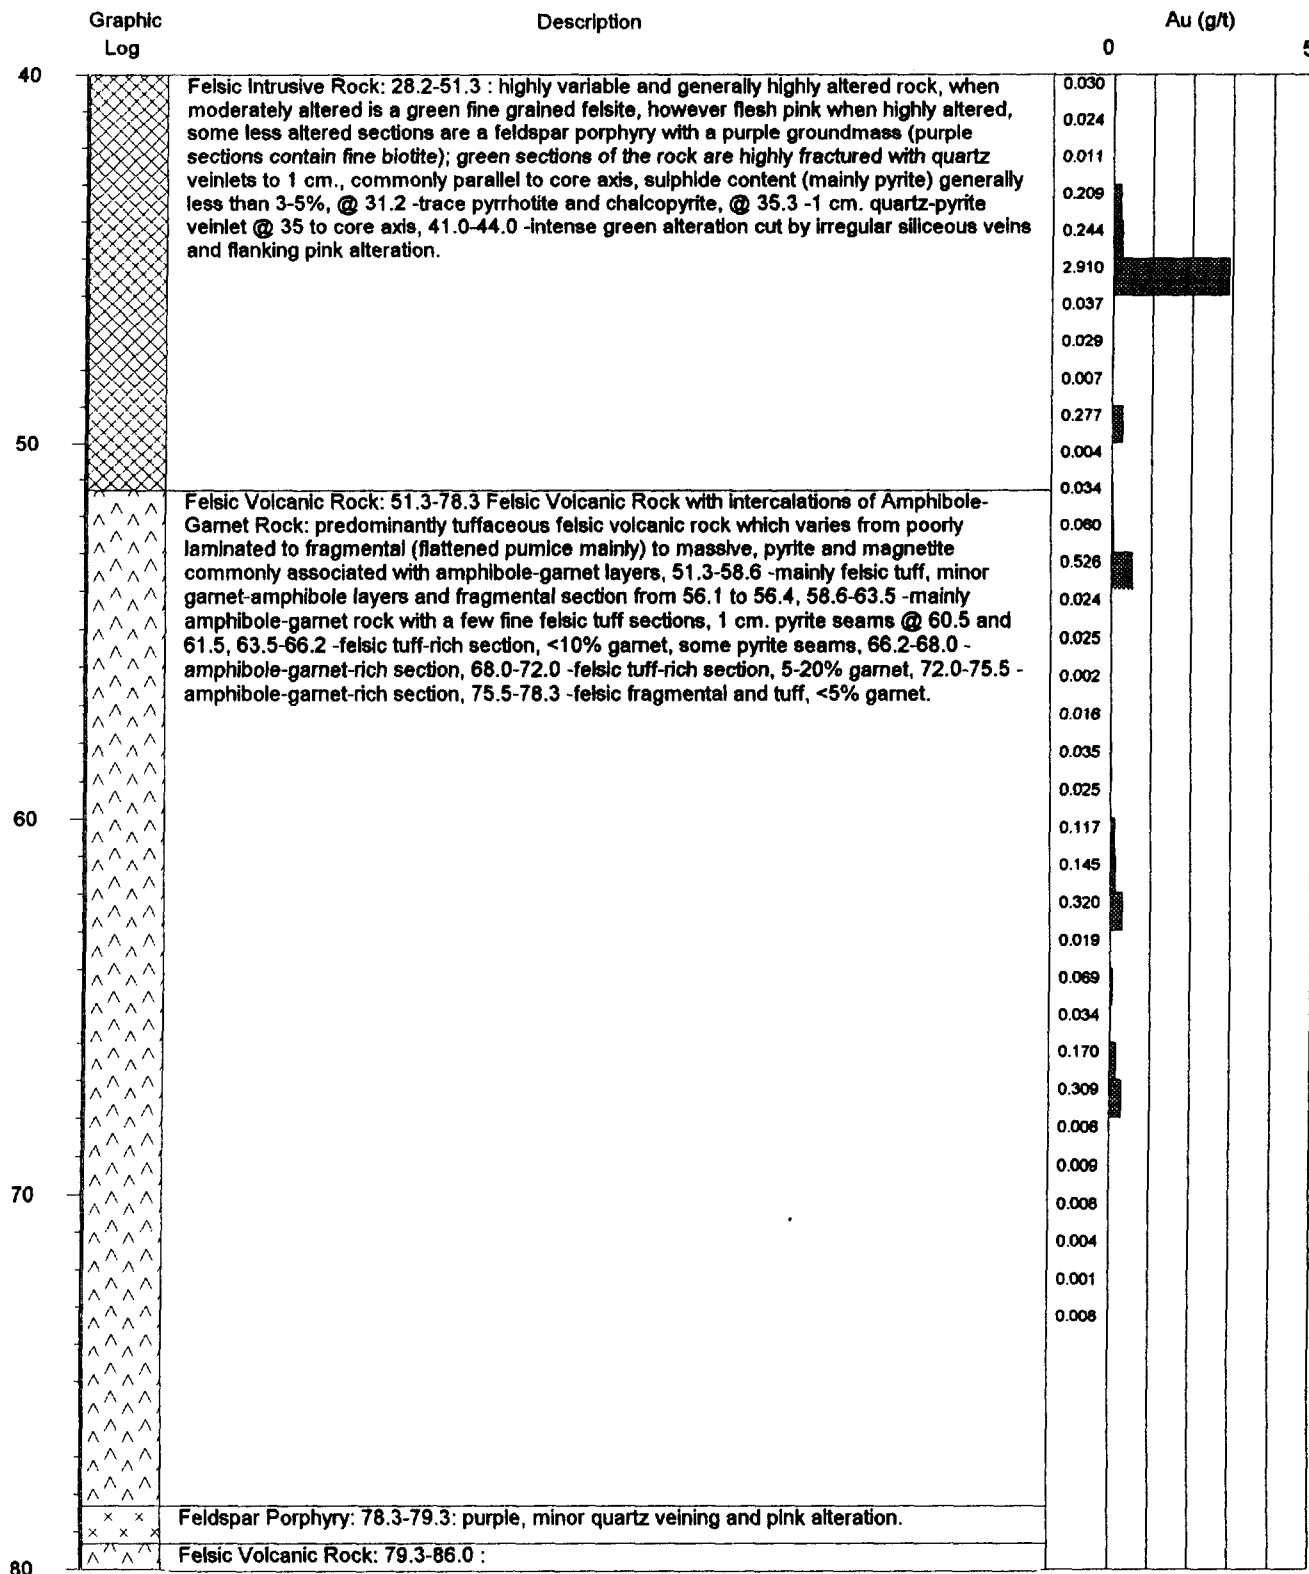 Graphic
Log
Description
Au (g/t)
0 5
40
Felsic Intrusive Rock: 28.2-51.3 : highly variable and generally highly altered rock, when
moderately altered is a green fine grained felsite, however flesh pink when highly altered,
some less altered sections are a feldspar porphyry with a purple groundmass (purple
sections contain fine biotite); green sections of the rock are highly fractured with quartz
veinlets to 1 cm., commonly parallel to core axis, sulphide content (mainly pyrite) generally
less than 3-5%, @ 31.2 -trace pyrrhotite and chalcopyrite, @ 35.3 -1 cm. quartz-pyrite
veinlet @ 35 to core axis, 41.0-44.0 -intense green alteration cut by irregular siliceous veins
and flanking pink alteration.
0.030
0.024
0.011
0.209
0.244
2.910
0.037
0.029
0.007
0.277
50
0.004
Felsic Volcanic Rock: 51.3-78.3 Felsic Volcanic Rock with intercalations of Amphibole-
Garnet Rock: predominantly tuffaceous felsic volcanic rock which varies from poorly
laminated to fragmental (flattened pumice mainly) to massive, pyrite and magnetite
commonly associated with amphibole-garnet layers, 51.3-58.6 -mainly felsic tuff, minor
garnet-amphibole layers and fragmental section from 56.1 to 56.4, 58.6-63.5 -mainly
amphibole-garnet rock with a few fine felsic tuff sections, 1 cm. pyrite seams @ 60.5 and
61.5, 63.5-66.2 -felsic tuff-rich section, <10% garnet, some pyrite seams, 66.2-68.0 -
amphibole-garnet-rich section, 68.0-72.0 -felsic tuff-rich section, 5-20% garnet, 72.0-75.5 -
amphibole-garnet-rich section, 75.5-78.3 -felsic fragmental and tuff, <5% garnet.
0.034
0.060
0.526
0.024
0.025
0.002
0.016
0.035
0.025
60
0.117
0.145
0.320
0.019
0.069
0.034
0.170
0.309
0.006
0.009
70
0.008
0.004
0.001
0.008
Feldspar Porphyry: 78.3-79.3: purple, minor quartz veining and pink alteration.
Felsic Volcanic Rock: 79.3-86.0 :
80